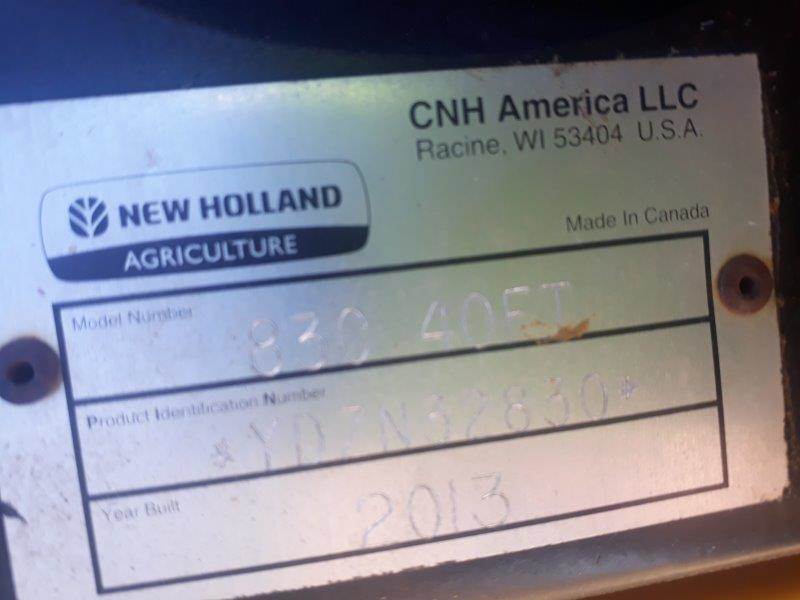 CNH America LLC
Racine, WI 53404 U.S.A.
NEW HOLLAND
AGRICULTURE
Made In Canada
Model Number
830 40FT
Product Identification Number
*YDZN32830*
Year Built
2013